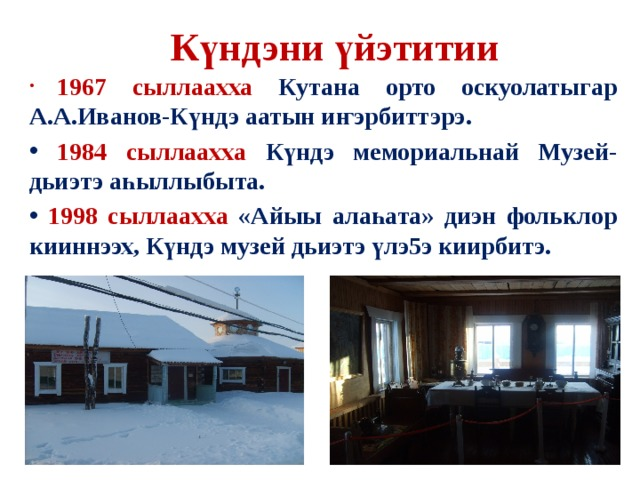 Күндэни үйэтитии
• 1967 сыллаахха Кутана орто оскуолатыгар
А.А.Иванов-Күндэ аатын иҥэрбиттэрэ.
• 1984 сыллаахха Күндэ мемориальнай Музей-
дьиэтэ аһыллыбыта.
• 1998 сыллаахха «Айыы алаһата» диэн фольклор
кииннээх, Күндэ музей дьиэтэ үлэ5э киирбитэ.